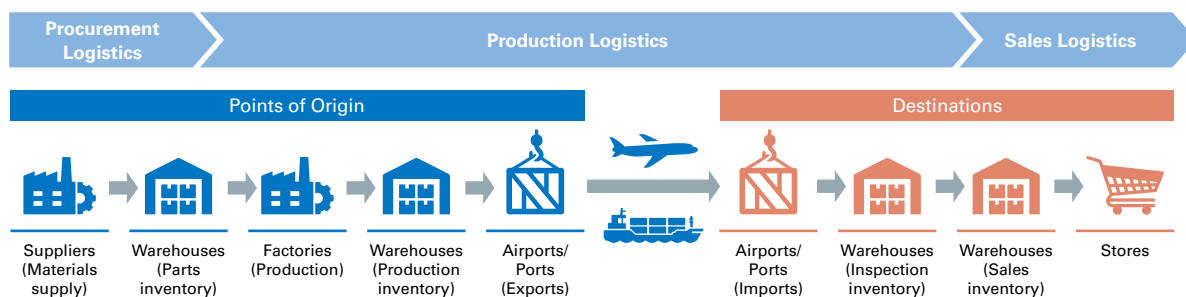 Procurement
Logistics
Production Logistics
Sales Logistics
Points of Origin
Destinations
Suppliers
(Materials
supply)
Warehouses
(Parts
inventory)
Factories
(Production)
Warehouses
(Production
inventory)
Airports/
Ports
(Exports)
Airports/
Ports
(Imports)
Warehouses
(Inspection
inventory)
Warehouses
(Sales
inventory)
Stores